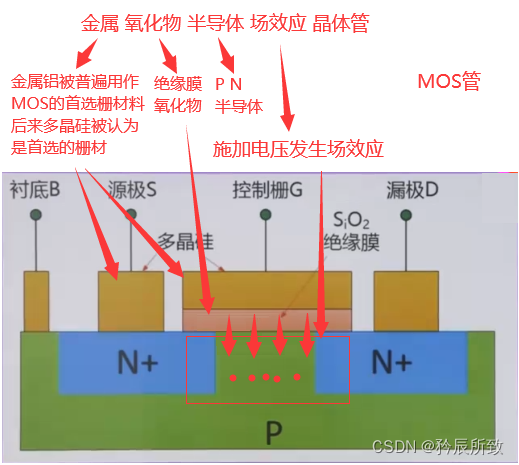 金属 氧化物 半导体 场效应 晶体管
金属铝被普遍用作
MOS的首选栅材料
后来多晶硅被认为
是首选的栅材
绝缘膜
氧化物
P N
半导体
MOS管
施加电压发生场效应
衬底B
源极S
控制栅G
漏极D
多晶硅
SiO2
绝缘膜
N+
N+
P
CSDN @矜辰所致